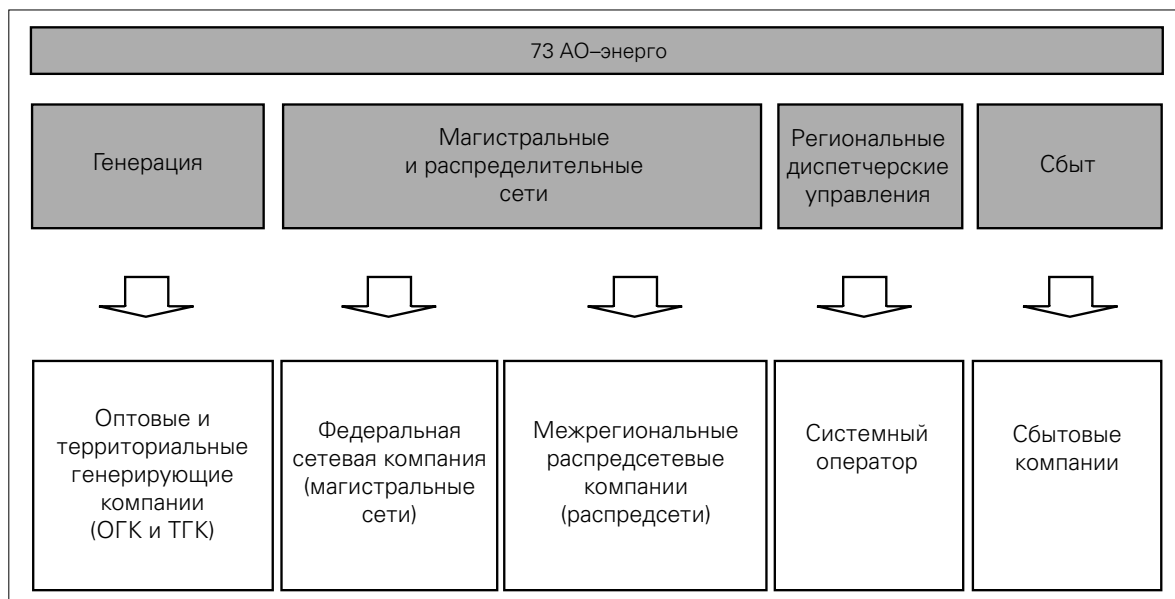 73 АО–энерго
Генерация
Магистральные
и распределительные
сети
Региональные
диспетчерские
управления
Сбыт
Оптовые и
территориальные
генерирующие
компании
(ОГК и ТГК)
Федеральная
сетевая компания
(магистральные
сети)
Межрегиональные
распредсетевые
компании
(распредсети)
Системный
оператор
Сбытовые
компании